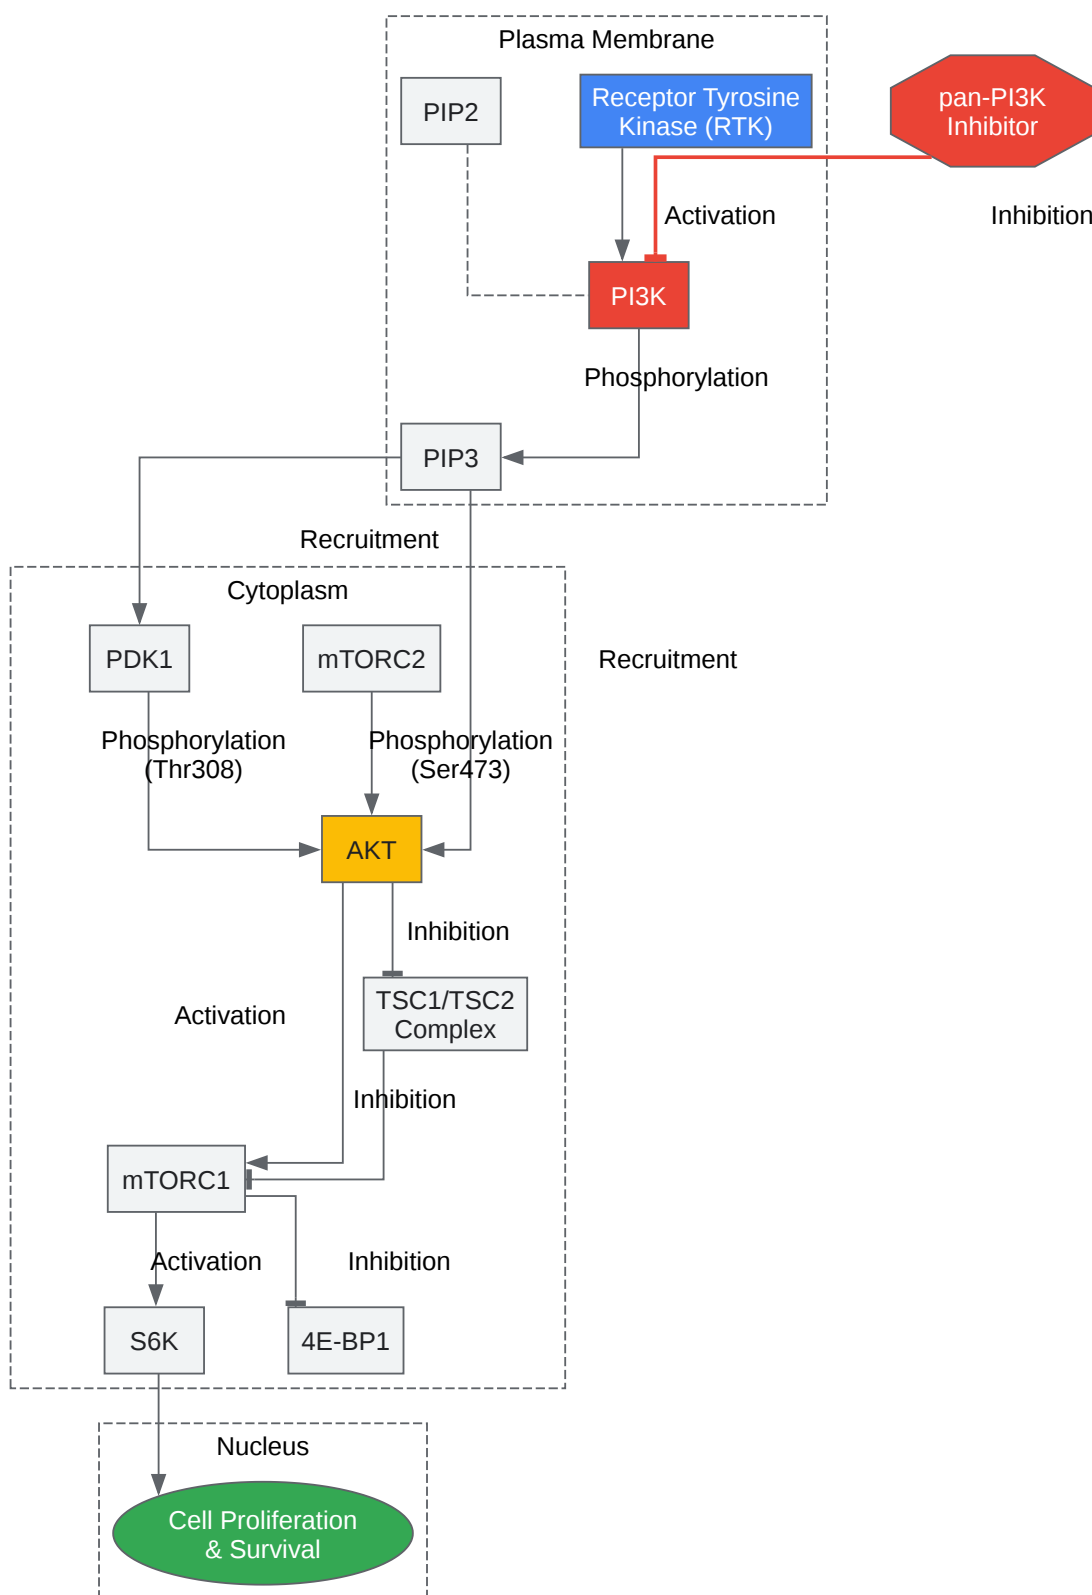 Plasma Membrane
PIP2
Receptor Tyrosine
Kinase (RTK)
pan-PI3K
Inhibitor
Activation
Inhibition
PI3K
Phosphorylation
PIP3
Recruitment
Cytoplasm
PDK1
mTORC2
Recruitment
Phosphorylation
(Thr308)
Phosphorylation
(Ser473)
AKT
Inhibition
TSC1/TSC2
Complex
Activation
Inhibition
mTORC1
Activation
Inhibition
S6K
4E-BP1
Nucleus
Cell Proliferation
& Survival